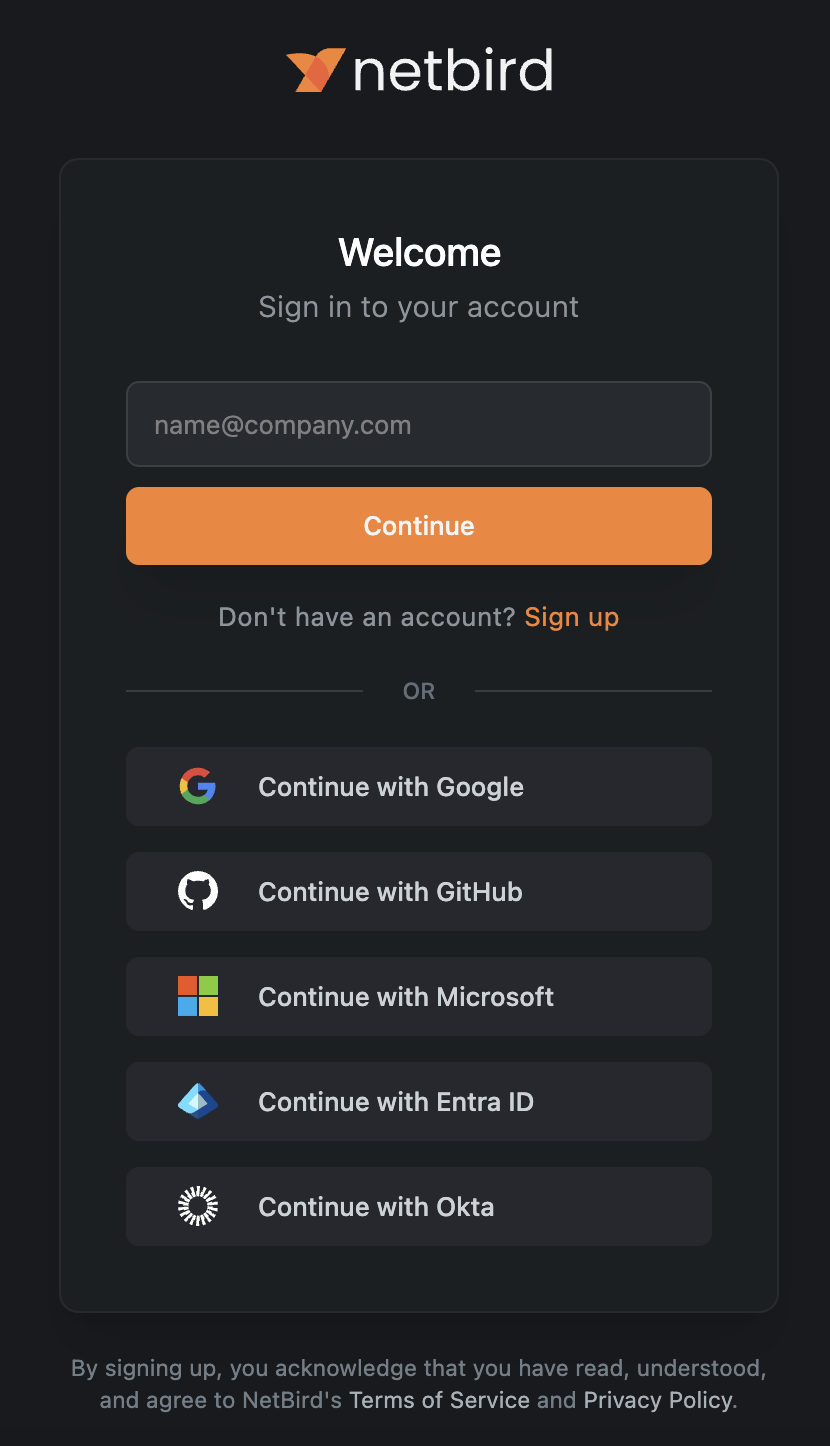 netbird
Welcome
Sign in to your account
name@company.com
Continue
Don't have an account? Sign up
OR
Continue with Google
Continue with GitHub
Continue with Microsoft
Continue with Entra ID
Continue with Okta
By signing up, you acknowledge that you have read, understood,
and agree to NetBird's Terms of Service and Privacy Policy.